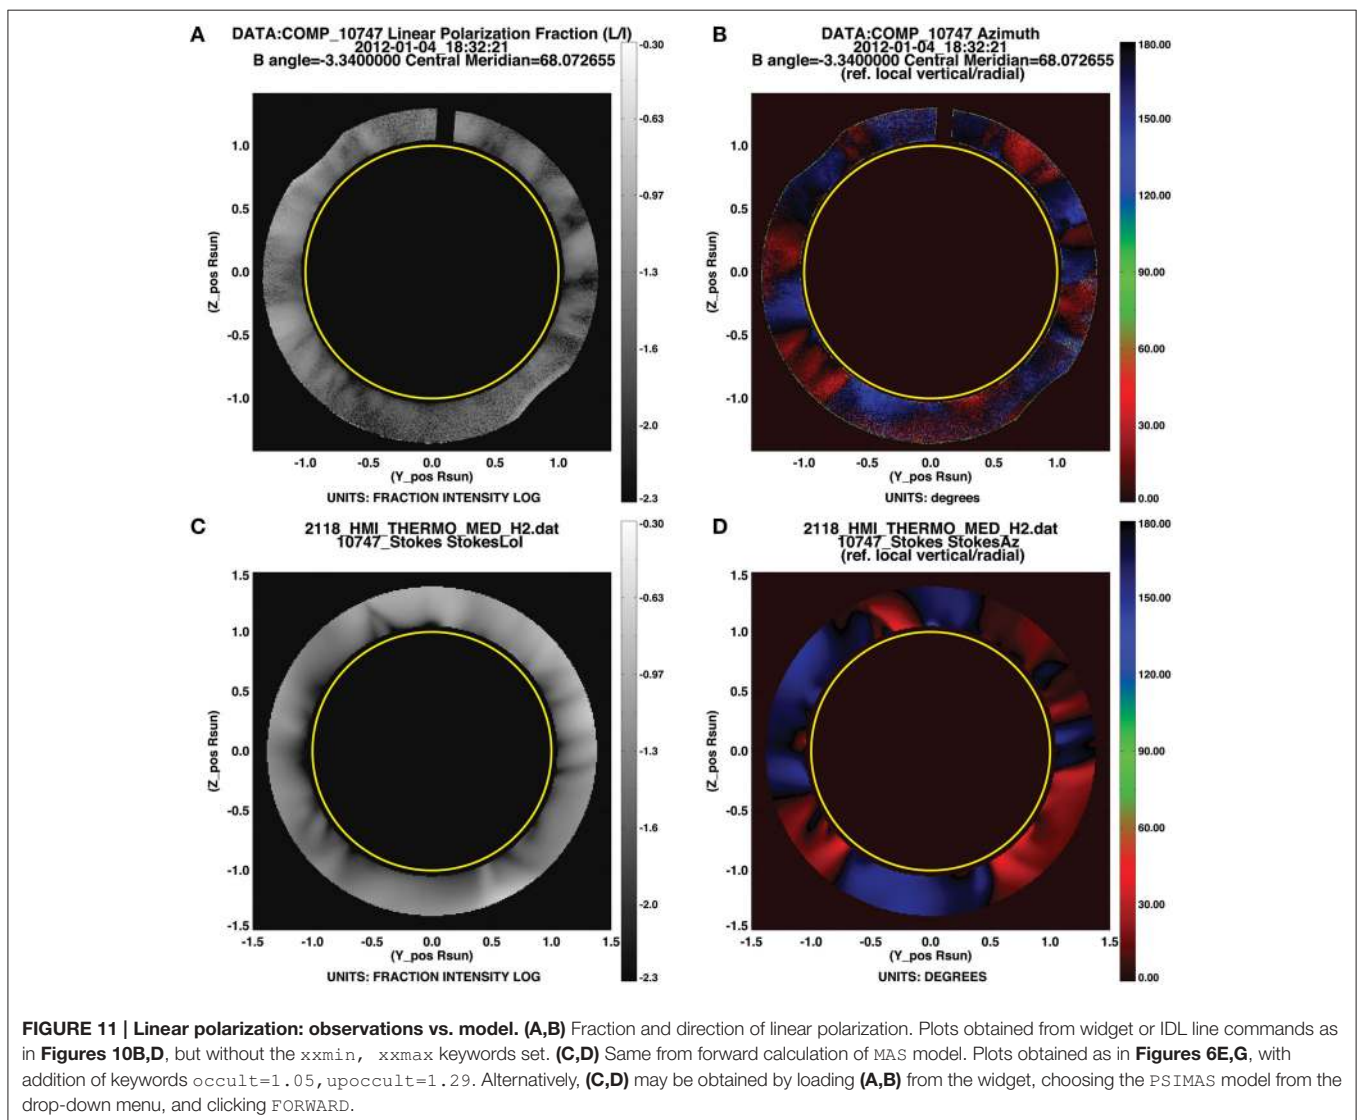 A
DATA:COMP_10747 Linear Polarization Fraction (L/I)
2012-01-04_18:32:21
B angle=-3.3400000 Central Meridian=68.072655
-0.30
-0.63
-0.97
-1.3
-1.6
-2.0
-2.3
1.0
0.5
0.0
-0.5
-1.0
(Z_pos Rsun)
-1.0 -0.5 0.0 0.5 1.0
(Y_pos Rsun)
UNITS: FRACTION INTENSITY LOG
B
DATA:COMP_10747 Azimuth
2012-01-04_18:32:21
B angle=-3.3400000 Central Meridian=68.072655
(ref. local vertical/radial)
180.00
150.00
120.00
90.00
60.00
30.00
0.00
1.0
0.5
0.0
-0.5
-1.0
(Z_pos Rsun)
-1.0 -0.5 0.0 0.5 1.0
(Y_pos Rsun)
UNITS: degrees
C
2118_HMI_THERMO_MED_H2.dat
10747_Stokes StokesLoI
-0.30
-0.63
-0.97
-1.3
-1.6
-2.0
-2.3
1.5
1.0
0.5
0.0
-0.5
-1.0
-1.5
(Z_pos Rsun)
-1.5 -1.0 -0.5 0.0 0.5 1.0 1.5
(Y_pos Rsun)
UNITS: FRACTION INTENSITY LOG
D
2118_HMI_THERMO_MED_H2.dat
10747_Stokes StokesAz
(ref. local vertical/radial)
180.00
150.00
120.00
90.00
60.00
30.00
0.00
1.5
1.0
0.5
0.0
-0.5
-1.0
-1.5
(Z_pos Rsun)
-1.5 -1.0 -0.5 0.0 0.5 1.0 1.5
(Y_pos Rsun)
UNITS: DEGREES
FIGURE 11 | Linear polarization: observations vs. model. (A,B) Fraction and direction of linear polarization. Plots obtained from widget or IDL line commands as
in Figures 10B,D, but without the xxmin, xxmax keywords set. (C,D) Same from forward calculation of MAS model. Plots obtained as in Figures 6E,G, with
addition of keywords occult=1.05,upoccult=1.29. Alternatively, (C,D) may be obtained by loading (A,B) from the widget, choosing the PSIMAS model from the
drop-down menu, and clicking FORWARD.